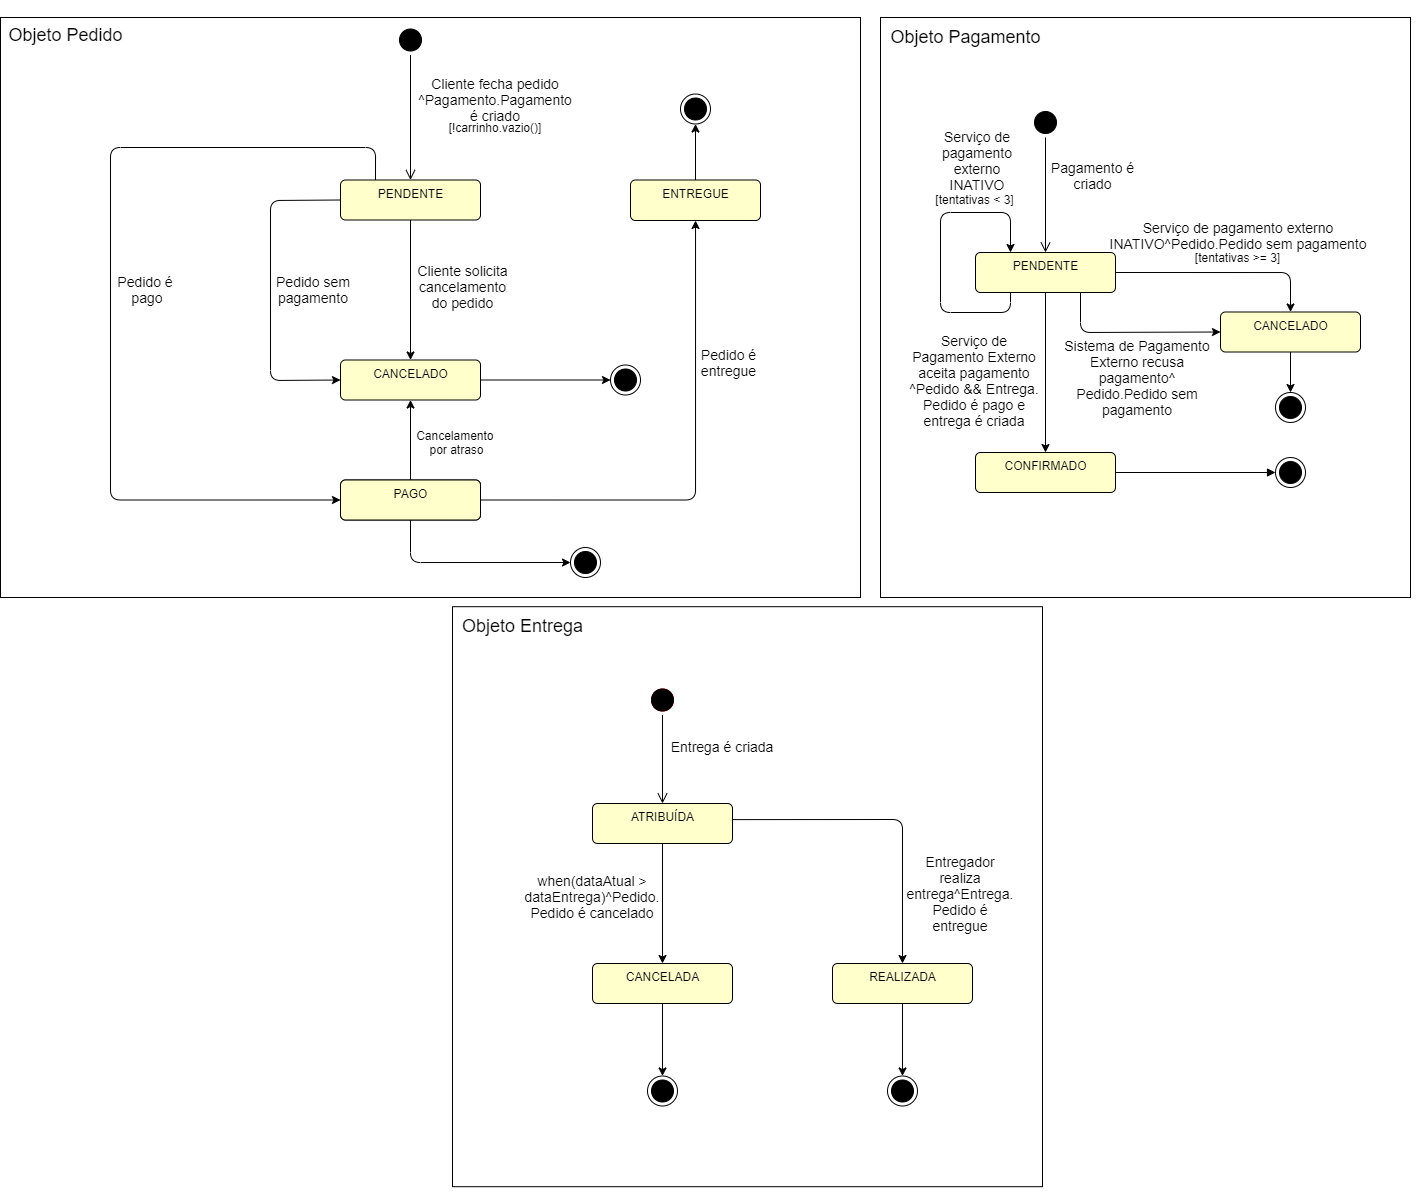 Objeto Pedido
Cliente fecha pedido
^Pagamento.Pagamento
é criado
[!carrinho.vazio()]
PENDENTE
ENTREGUE
Pedido é
pago
Pedido sem
pagamento
Cliente solicita
cancelamento
do pedido
Pedido é
entregue
CANCELADO
Cancelamento
por atraso
PAGO
Objeto Pagamento
Serviço de
pagamento
externo
INATIVO
[tentativas < 3]
Pagamento é
criado
Serviço de pagamento externo
INATIVO^Pedido.Pedido sem pagamento
[tentativas >= 3]
PENDENTE
CANCELADO
Serviço de
Pagamento Externo
aceita pagamento
^Pedido && Entrega.
Pedido é pago e
entrega é criada
Sistema de Pagamento
Externo recusa
pagamento^
Pedido.Pedido sem
pagamento
CONFIRMADO
Objeto Entrega
Entrega é criada
ATRIBUÍDA
when(dataAtual >
dataEntrega)^Pedido.
Pedido é cancelado
Entregador
realiza
entrega^Entrega.
Pedido é
entregue
CANCELADA
REALIZADA